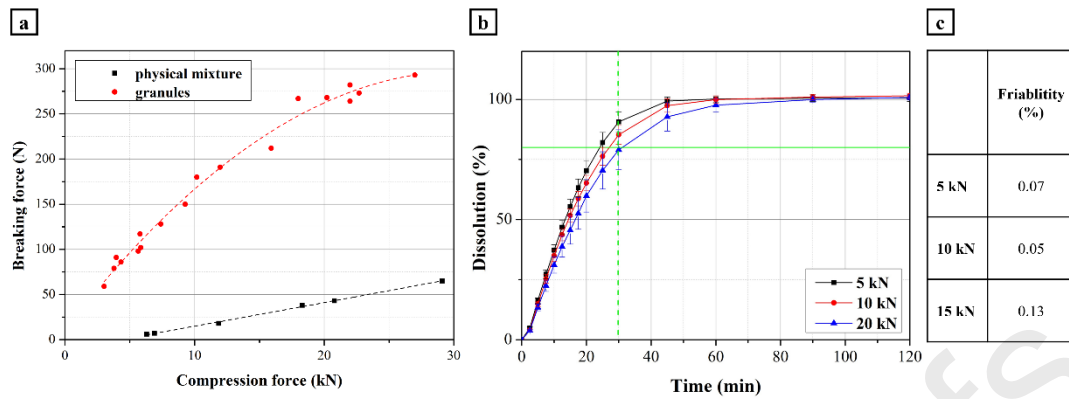 a
physical mixture
granules
300
250
200
150
100
50
0
Breaking force (N)
0 10 20 30
Compression force (kN)
b
100
50
0
Dissolution (%)
5 kN
10 kN
20 kN
0 20 40 60 80 100 120
Time (min)
c
Friablitity
(%)
5 kN 0.07
10 kN 0.05
15 kN 0.13